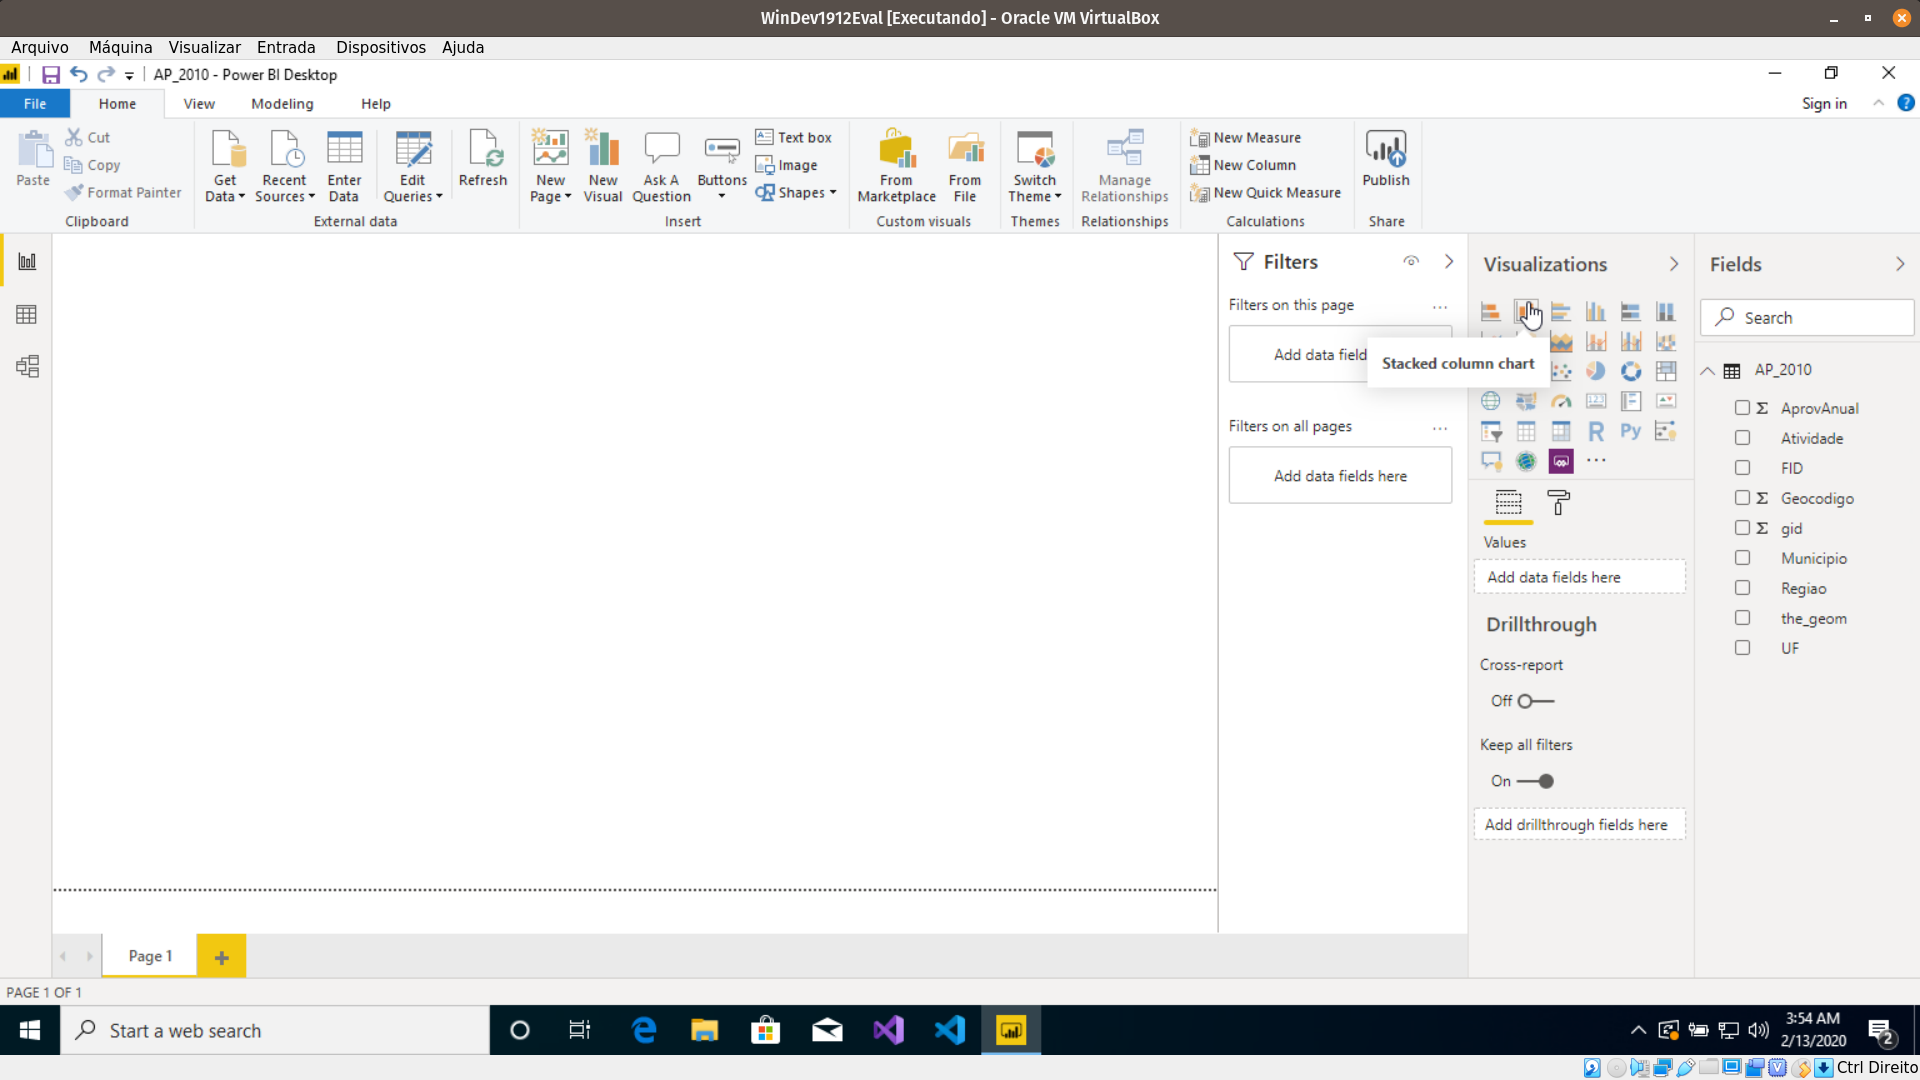 WinDev1912Eval [Executando] - Oracle VM VirtualBox
Arquivo Máquina Visualizar Entrada Dispositivos Ajuda
AP_2010 - Power BI Desktop
File Home View Modeling Help Sign in
Paste
Cut
Copy
Format Painter
Clipboard
Get Data
Recent Sources
Enter Data
Edit Queries
Refresh
External data
New Page
New Visual
Ask A Question
Buttons
Text box
Image
Shapes
Insert
From Marketplace
From File
Custom visuals
Switch Theme
Themes
Manage Relationships
Relationships
New Measure
New Column
New Quick Measure
Calculations
Publish
Share
Filters
Filters on this page
Add data field
Filters on all pages
Add data fields here
Visualizations
Stacked column chart
123
R Py
Values
Add data fields here
Drillthrough
Cross-report
Off
Keep all filters
On
Add drillthrough fields here
Fields
Search
AP_2010
Σ AprovAnual
Atividade
FID
Σ Geocodigo
Σ gid
Municipio
Regiao
the_geom
UF
Page 1
PAGE 1 OF 1
Start a web search
3:54 AM
2/13/2020
2
Ctrl Direito